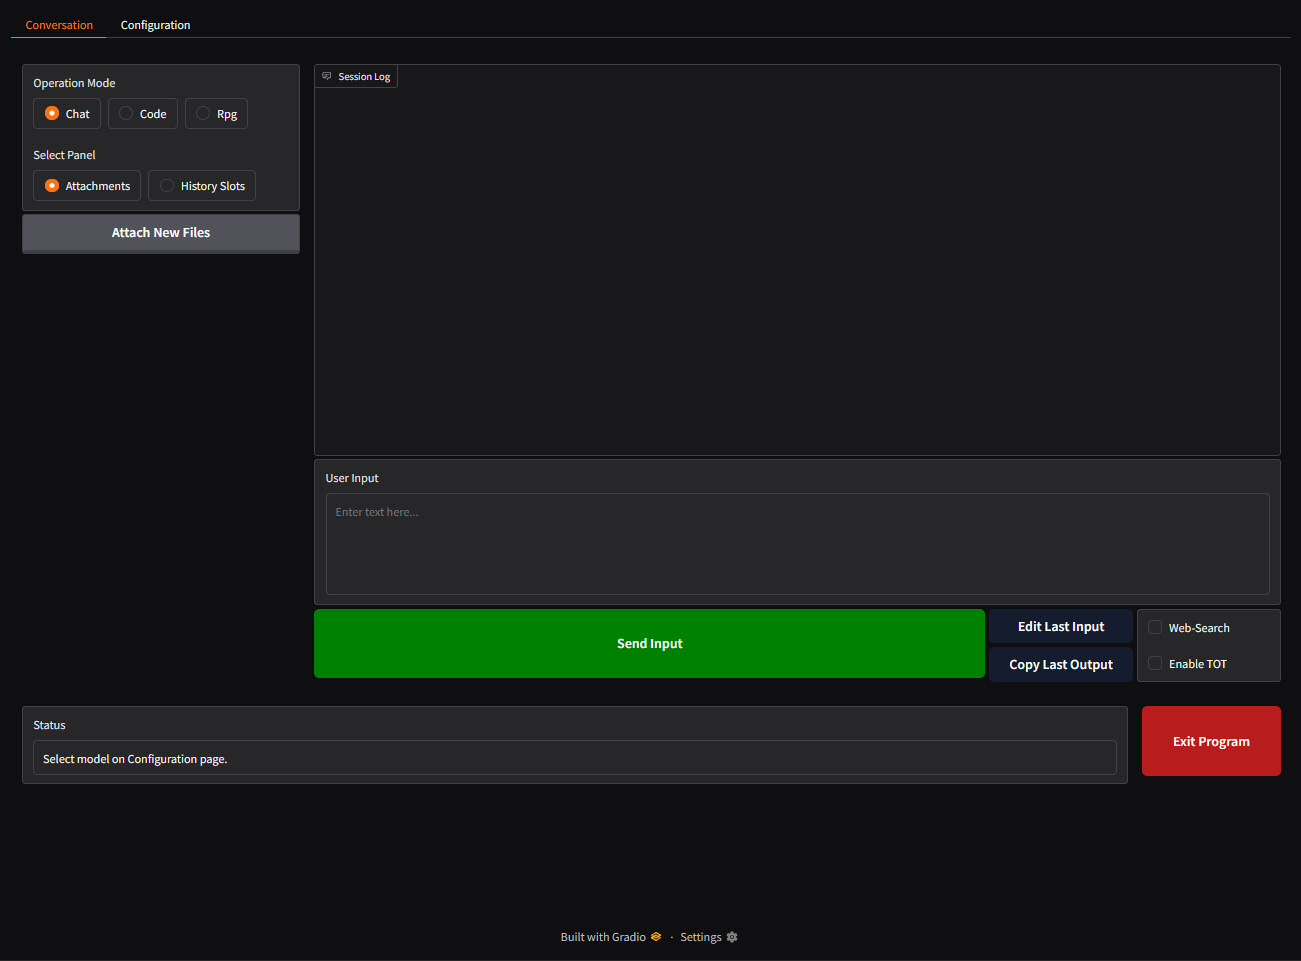 Conversation Configuration
Operation Mode
Chat Code Rpg
Select Panel
Attachments History Slots
Attach New Files
Session Log
User Input
Enter text here...
Send Input
Edit Last Input
Copy Last Output
Web-Search
Enable TOT
Status
Select model on Configuration page.
Exit Program
Built with Gradio · Settings